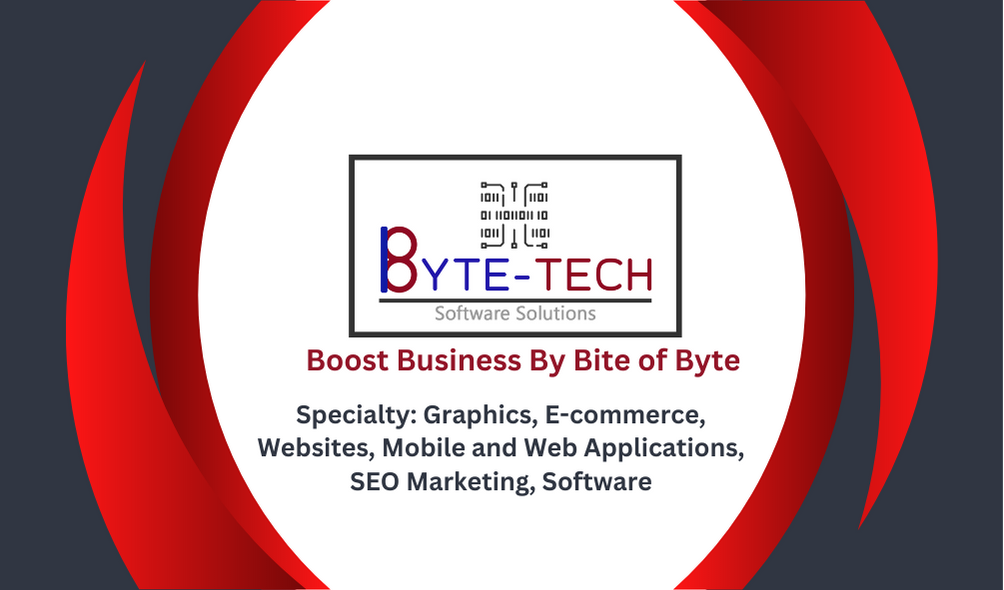 BYTE-TECH
Software Solutions
Boost Business By Bite of Byte
Specialty: Graphics, E-commerce,
Websites, Mobile and Web Applications,
SEO Marketing, Software